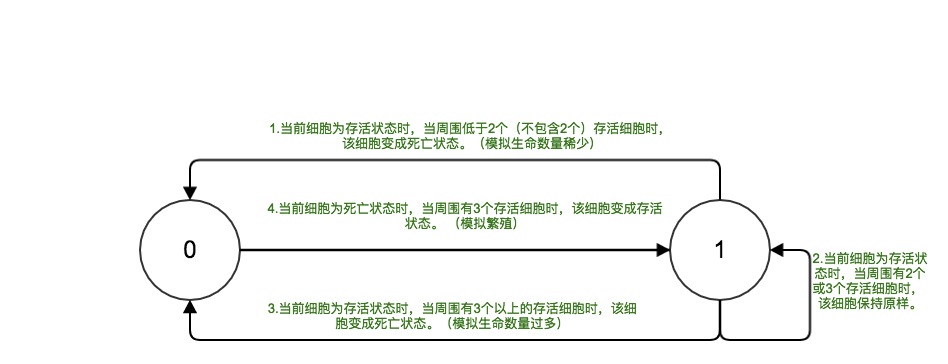 1.当前细胞为存活状态时，当周围低于2个（不包含2个）存活细胞时，
该细胞变成死亡状态。（模拟生命数量稀少）
4.当前细胞为死亡状态时，当周围有3个存活细胞时，该细胞变成存活
状态。 （模拟繁殖）
0
1
2.当前细胞为存活状
态时，当周围有2个
或3个存活细胞时，
该细胞保持原样。
3.当前细胞为存活状态时，当周围有3个以上的存活细胞时，该细
胞变成死亡状态。（模拟生命数量过多）